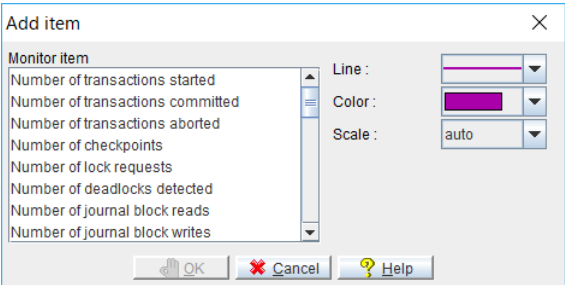 Add item
Monitor item
Number of transactions started
Number of transactions committed
Number of transactions aborted
Number of checkpoints
Number of lock requests
Number of deadlocks detected
Number of journal block reads
Number of journal block writes
Line :
Color :
Scale :
auto
OK
Cancel
Help